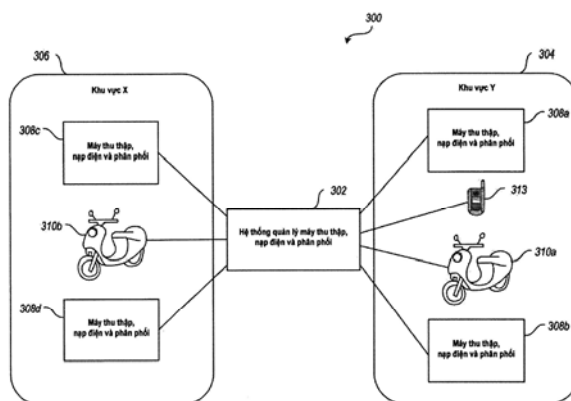 300
306
304
Khu vực X
Khu vực Y
308c
Máy thu thập,
nạp điện và phân phối
308a
Máy thu thập,
nạp điện và phân phối
302
313
310b
Hệ thống quản lý máy thu thập,
nạp điện và phân phối
310a
308d
Máy thu thập,
nạp điện và phân phối
308b
Máy thu thập,
nạp điện và phân phối